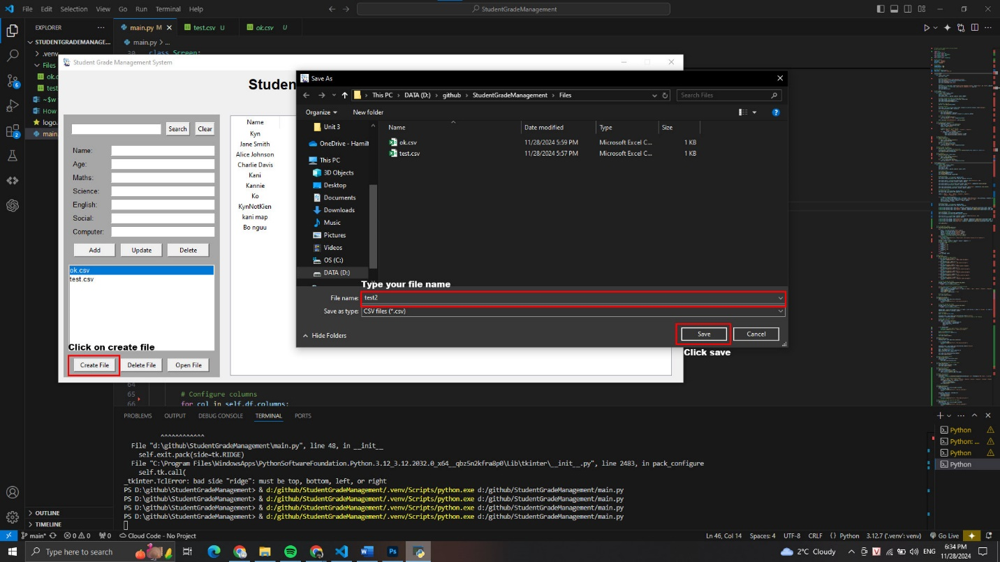 File Edit Selection View Go Run Terminal Help
StudentGradeManagement
EXPLORER
main.py M
test.csv U
ok.csv U
STUDENTGRADEMANAGE...
main.py > ...
.venv
30 class Screen:
Files
ok.c
test
~$w
How
logo.
main
6
2
Student Grade Management System
Studen
Search Clear
Name:
Age:
Maths:
Science:
English:
Social:
Computer:
Add Update Delete
ok.csv
test.csv
Click on create file
Create File Delete File Open File
Name
Kyn
Jane Smith
Alice Johnson
Charlie Davis
Kani
Kannie
Ko
KynNotKien
kani map
Bo nguu
Save As
This PC > DATA (D:) > github > StudentGradeManagement > Files
Search Files
Organize New folder
Unit 3
OneDrive - Hamilt
This PC
3D Objects
Desktop
Documents
Downloads
Music
Pictures
Videos
OS (C:)
DATA (D:)
Name Date modified Type Size
ok.csv 11/28/2024 5:59 PM Microsoft Excel C... 1 KB
test.csv 11/28/2024 5:57 PM Microsoft Excel C... 1 KB
Type your file name
File name: test2
Save as type: CSV files (*.csv)
Hide Folders
Save Cancel
Click save
64
65 # Configure columns
66 for col in self.df.columns:
PROBLEMS OUTPUT DEBUG CONSOLE TERMINAL PORTS
^^^^^^^^^^^^
File "d:\github\StudentGradeManagement\main.py", line 48, in __init__
self.exit.pack(side=tk.RIDGE)
File "C:\Program Files\WindowsApps\PythonSoftwareFoundation.Python.3.12_3.12.2032.0_x64__qbz5n2kfra8p0\Lib\tkinter\__init__.py", line 2483, in pack_configure
self.tk.call(
_tkinter.TclError: bad side "ridge": must be top, bottom, left, or right
PS D:\github\StudentGradeManagement> & d:/github/StudentGradeManagement/.venv/Scripts/python.exe d:/github/StudentGradeManagement/main.py
PS D:\github\StudentGradeManagement> & d:/github/StudentGradeManagement/.venv/Scripts/python.exe d:/github/StudentGradeManagement/main.py
PS D:\github\StudentGradeManagement> & d:/github/StudentGradeManagement/.venv/Scripts/python.exe d:/github/StudentGradeManagement/main.py
PS D:\github\StudentGradeManagement> & d:/github/StudentGradeManagement/.venv/Scripts/python.exe d:/github/StudentGradeManagement/main.py
Python
Python: ...
Python
Python
OUTLINE
TIMELINE
main* 0 0 0 Cloud Code - No Project
Ln 46, Col 14 Spaces: 4 UTF-8 CRLF {} Python 3.12.7 ('.venv': venv) Go Live
Type here to search
2°C Cloudy
ENG
6:34 PM
11/28/2024